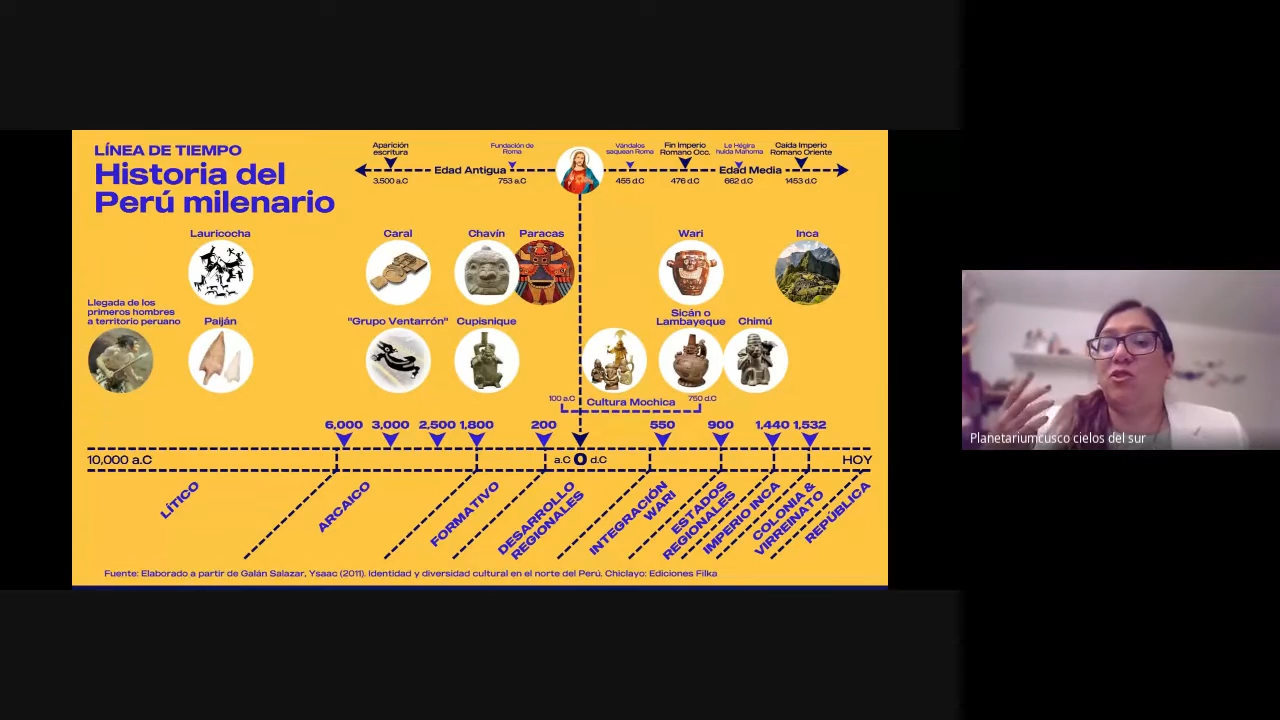 LÍNEA DE TIEMPO
Historia del
Perú milenario
Aparición
escritura
Fundación de
Roma
Vándalos
saquean Roma
Fin Imperio
Romano Occ.
Le Hégira
huida Mahoma
Caída Imperio
Romano Oriente
Edad Antigua
Edad Media
3,500 a.C
753 a.C
455 d.C
476 d.C
662 d.C
1453 d.C
Lauricocha
Caral
Chavín
Paracas
Wari
Inca
Llegada de los
primeros hombres
a territorio peruano
Paiján
"Grupo Ventarrón"
Cupisnique
Sicán o
Lambayeque
Chimú
100 a.C
Cultura Mochica
750 d.C
6,000
3,000
2,500
1,800
200
550
900
1,440
1,532
10,000 a.C
a.C 0 d.C
HOY
LÍTICO
ARCAICO
FORMATIVO
DESARROLLO
REGIONALES
INTEGRACIÓN
WARI
ESTADOS
REGIONALES
IMPERIO INCA
COLONIA &
VIRREINATO
REPÚBLICA
Fuente: Elaborado a partir de Galán Salazar, Ysaac (2011). Identidad y diversidad cultural en el norte del Perú. Chiclayo: Ediciones Filka
Planetariumcusco cielos del sur